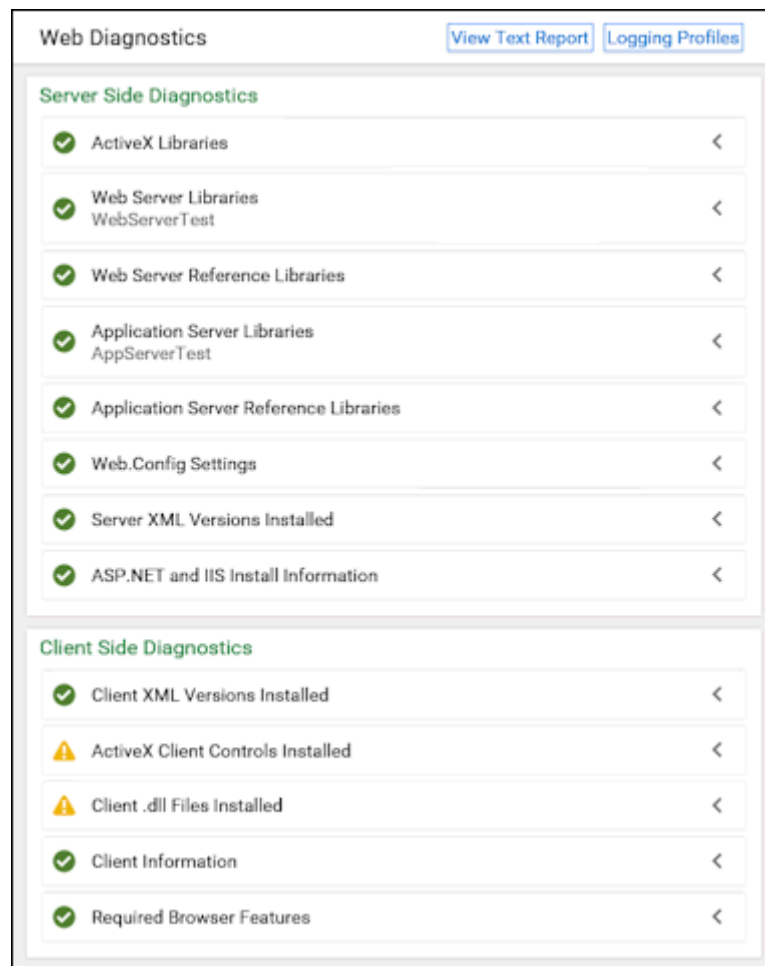 Web Diagnostics
View Text Report
Logging Profiles
Server Side Diagnostics
ActiveX Libraries
Web Server Libraries
WebServerTest
Web Server Reference Libraries
Application Server Libraries
AppServerTest
Application Server Reference Libraries
Web.Config Settings
Server XML Versions Installed
ASP.NET and IIS Install Information
Client Side Diagnostics
Client XML Versions Installed
ActiveX Client Controls Installed
Client .dll Files Installed
Client Information
Required Browser Features